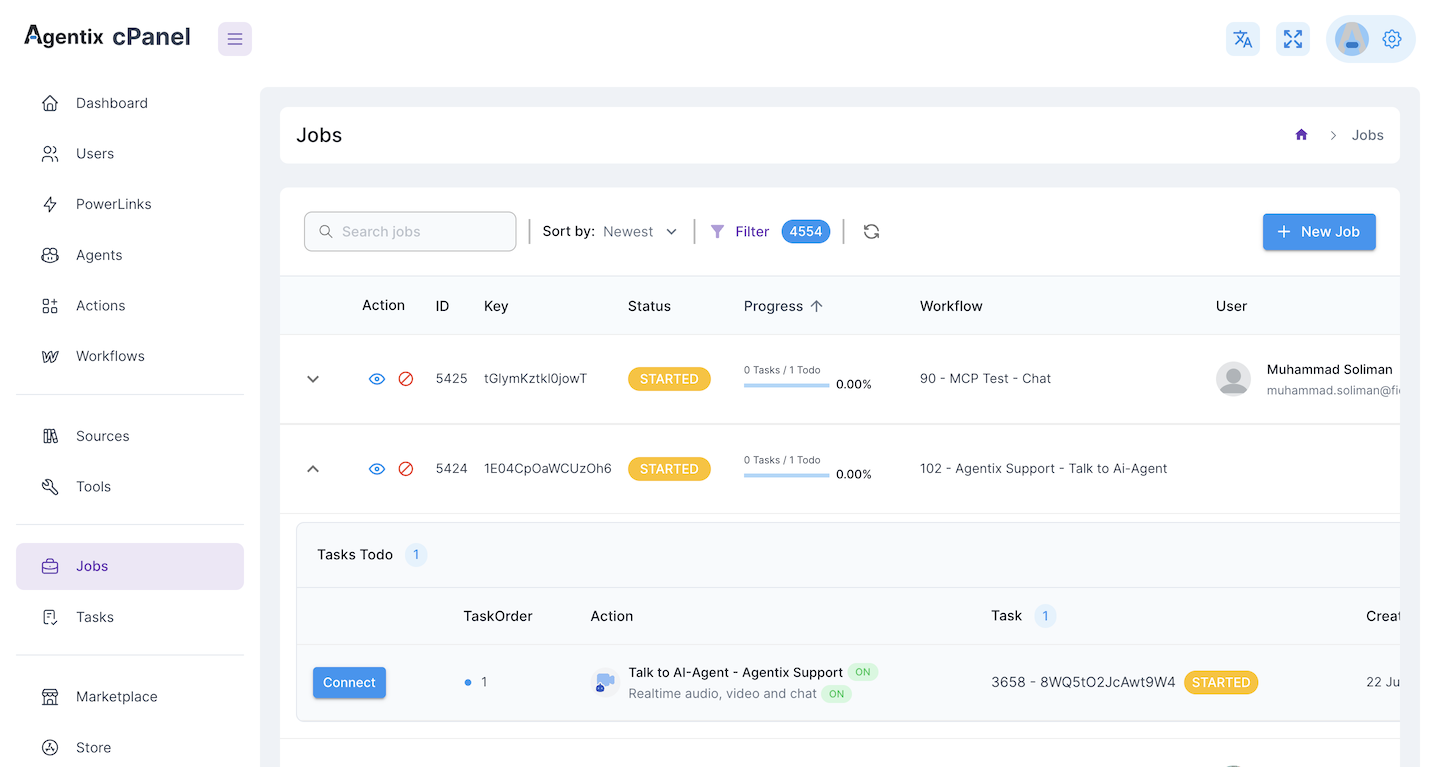 Agentix cPanel
Dashboard
Users
PowerLinks
Agents
Actions
Workflows
Sources
Tools
Jobs
Tasks
Marketplace
Store
Jobs
Jobs
Search jobs
Sort by: Newest
Filter 4554
New Job
Action ID Key Status Progress Workflow User
5425 tGlymKztkl0jowT STARTED 0 Tasks / 1 Todo 0.00% 90 - MCP Test - Chat Muhammad Soliman
muhammad.soliman@fi
5424 1E04CpOaWCUzOh6 STARTED 0 Tasks / 1 Todo 0.00% 102 - Agentix Support - Talk to Ai-Agent
Tasks Todo 1
TaskOrder Action Task 1 Creat
Connect 1 Talk to AI-Agent - Agentix Support ON 3658 - 8WQ5tO2JcAwt9W4 STARTED 22 Ju
Realtime audio, video and chat ON